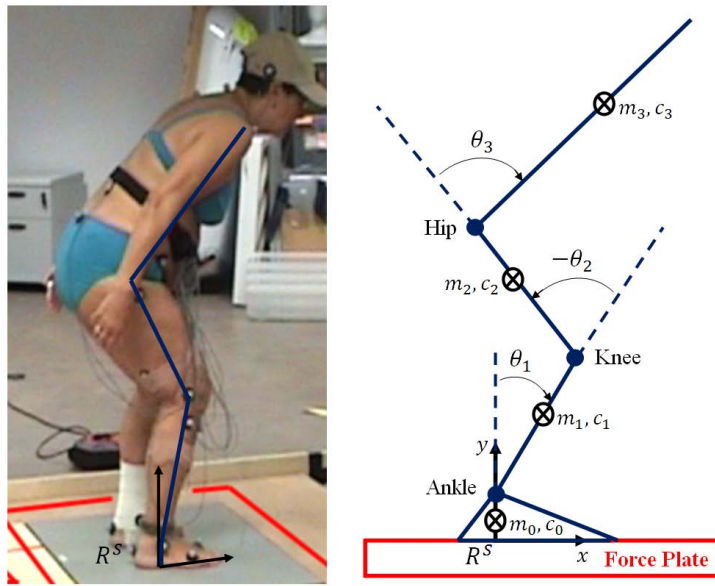 R^S
m₃, c₃
θ₃
Hip
m₂, c₂
−θ₂
Knee
θ₁
m₁, c₁
y
Ankle
m₀, c₀
R^S
x
Force Plate